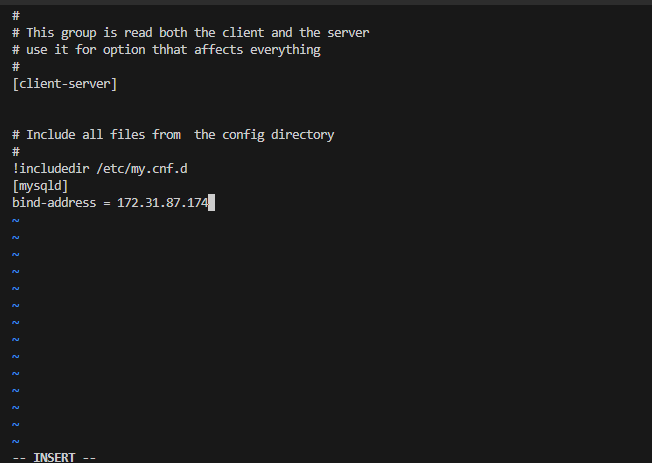 #
# This group is read both the client and the server
# use it for option thhat affects everything
#
[client-server]
# Include all files from  the config directory
#
!includedir /etc/my.cnf.d
[mysqld]
bind-address = 172.31.87.174
~
~
~
~
~
~
~
~
~
~
~
~
~
~
-- INSERT --